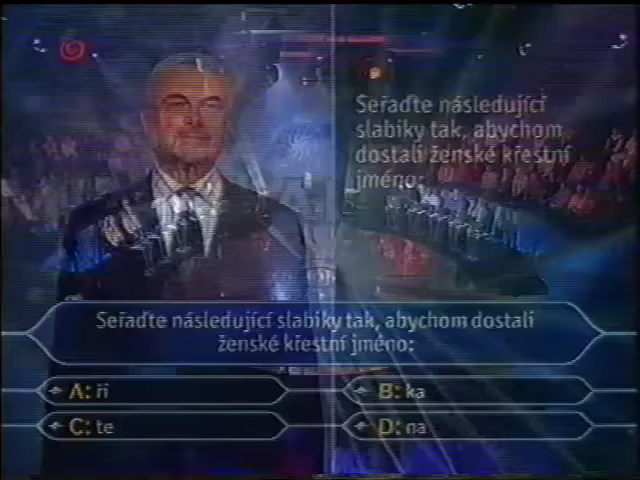 Seřaďte následující
slabiky tak, abychom
dostali ženské křestní
jméno:
Seřaďte následující slabiky tak, abychom dostali
ženské křestní jméno:
A: ři
B: ka
C: te
D: na